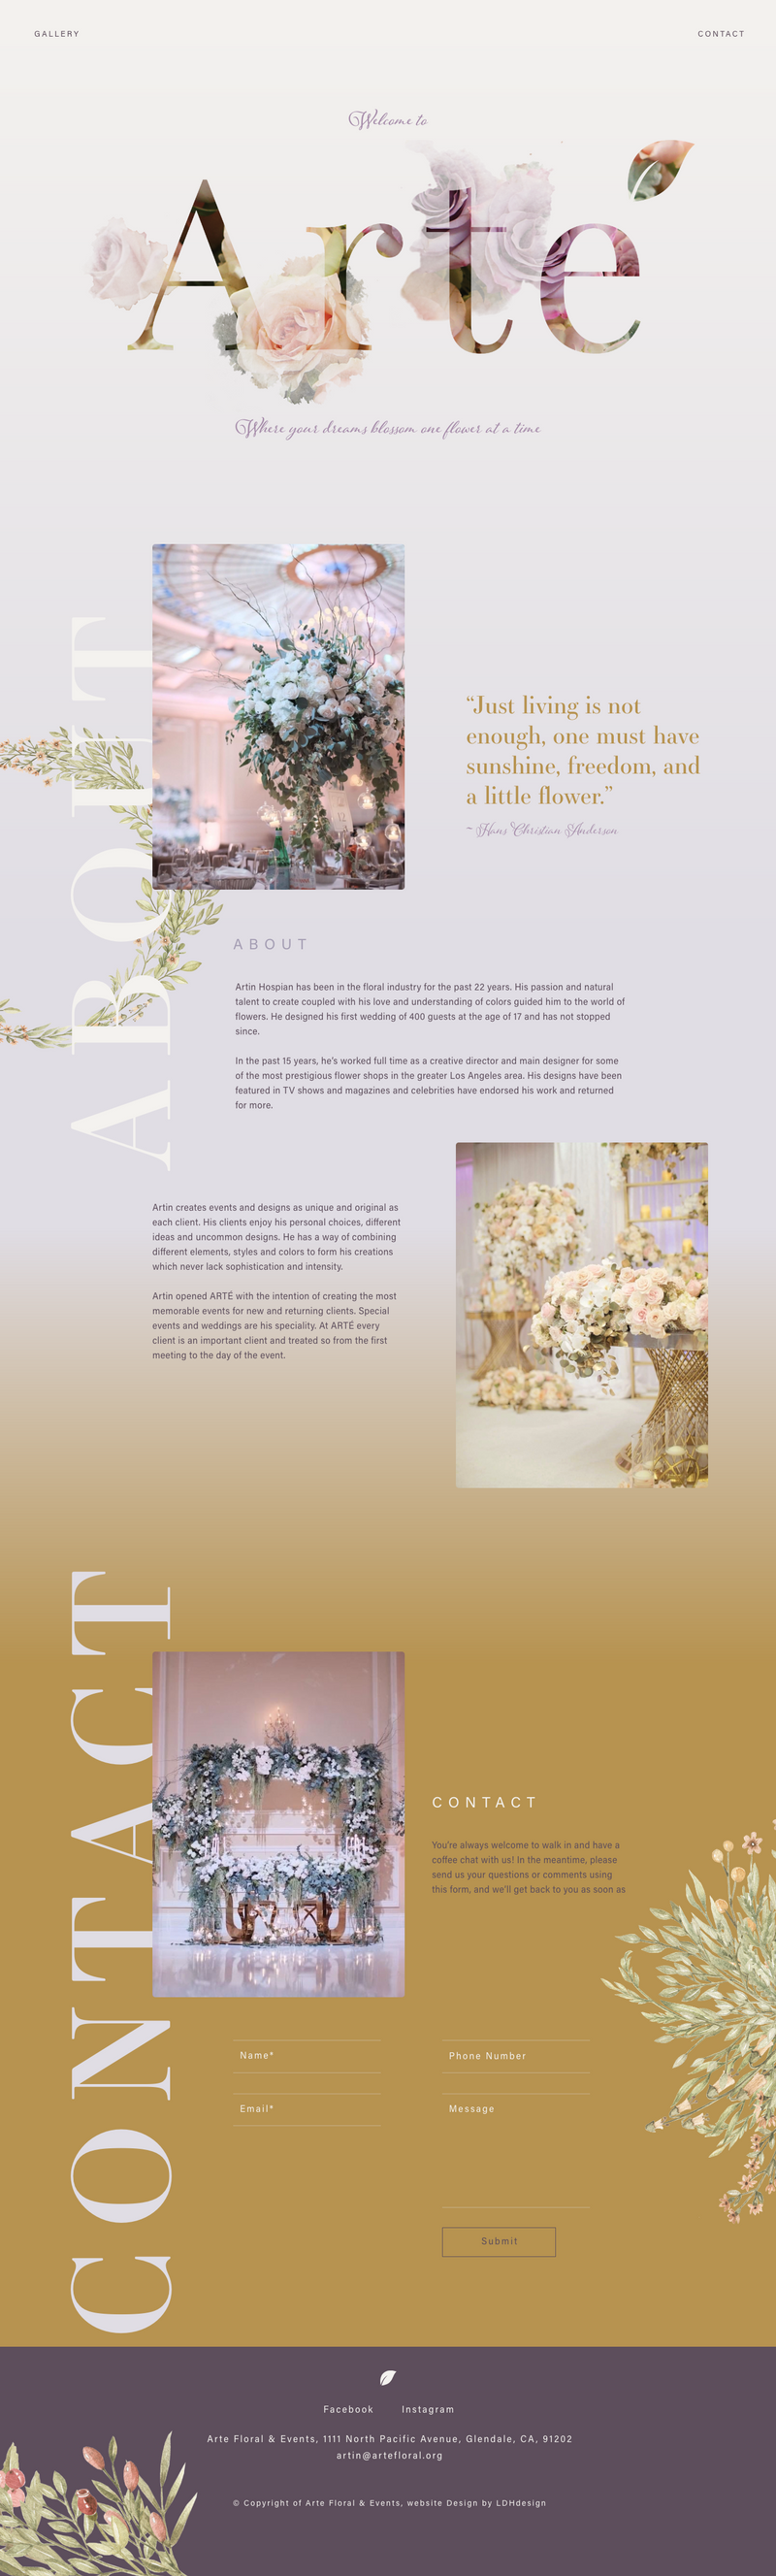 GALLERY
CONTACT
Welcome to
Arté
Where your dreams blossom one flower at a time
ABOUT
“Just living is not
enough, one must have
sunshine, freedom, and
a little flower.”
~ Hans Christian Anderson
ABOUT
Artin Hospian has been in the floral industry for the past 22 years. His passion and natural
talent to create coupled with his love and understanding of colors guided him to the world of
flowers. He designed his first wedding of 400 guests at the age of 17 and has not stopped
since.
In the past 15 years, he’s worked full time as a creative director and main designer for some
of the most prestigious flower shops in the greater Los Angeles area. His designs have been
featured in TV shows and magazines and celebrities have endorsed his work and returned
for more.
Artin creates events and designs as unique and original as
each client. His clients enjoy his personal choices, different
ideas and uncommon designs. He has a way of combining
different elements, styles and colors to form his creations
which never lack sophistication and intensity.
Artin opened ARTÉ with the intention of creating the most
memorable events for new and returning clients. Special
events and weddings are his speciality. At ARTÉ every
client is an important client and treated so from the first
meeting to the day of the event.
CONTACT
CONTACT
You’re always welcome to walk in and have a
coffee chat with us! In the meantime, please
send us your questions or comments using
this form, and we’ll get back to you as soon as
Name*
Phone Number
Email*
Message
Submit
Facebook Instagram
Arte Floral & Events, 1111 North Pacific Avenue, Glendale, CA, 91202
artin@artefloral.org
© Copyright of Arte Floral & Events, website Design by LDHdesign